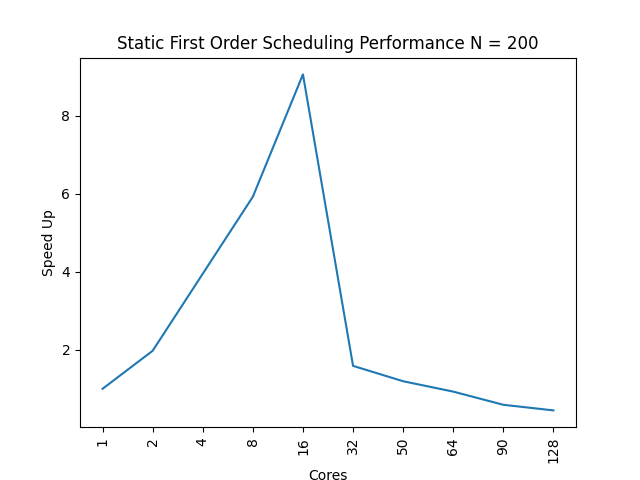 Static First Order Scheduling Performance N = 200
8
6
4
2
Speed Up
1 2 4 8 16 32 50 64 90 128
Cores